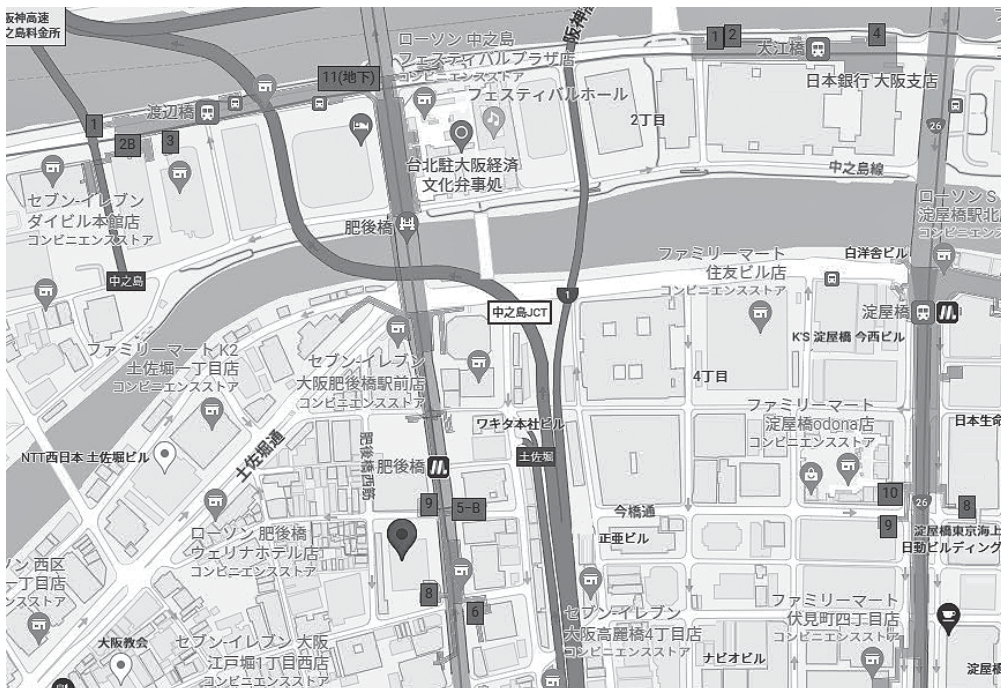 阪神高速
之島料金所
ローソン 中之島
フェスティバルプラザ店
コンビニエンスストア
フェスティバルホール
11(地下)
1
2
大江橋
4
日本銀行 大阪支店
渡辺橋
1
2B
3
2丁目
26
台北駐大阪経済
文化弁事処
中之島線
セブン-イレブン
ダイビル本館店
コンビニエンスストア
肥後橋
ローソン S
淀屋橋駅北
コンビニエンス
中之島
ファミリーマート
住友ビル店
コンビニエンスストア
白洋舎ビル
1
中之島JCT
淀屋橋
K'S 淀屋橋 今西ビル
ファミリーマート K2
土佐堀一丁目店
コンビニエンスストア
セブン-イレブン
大阪肥後橋駅前店
コンビニエンスストア
4丁目
ファミリーマート
淀屋橋odona店
コンビニエンスストア
日本生命
ワキタ本社ビル
土佐堀
NTT西日本 土佐堀ビル
土佐堀通
肥後橋西筋
肥後橋
9
5-B
10
26
8
今橋通
9
正亜ビル
淀屋橋東京海上
日動ビルディング
ローソン 肥後橋
ウェリナホテル店
コンビニエンスストア
ソン 西区
一丁目店
ンスストア
8
6
大阪教会
セブン-イレブン 大阪
江戸堀1丁目西店
コンビニエンスストア
セブン-イレブン
大阪高麗橋4丁目店
コンビニエンスストア
ファミリーマート
伏見町四丁目店
コンビニエンスストア
ナビオビル
淀屋